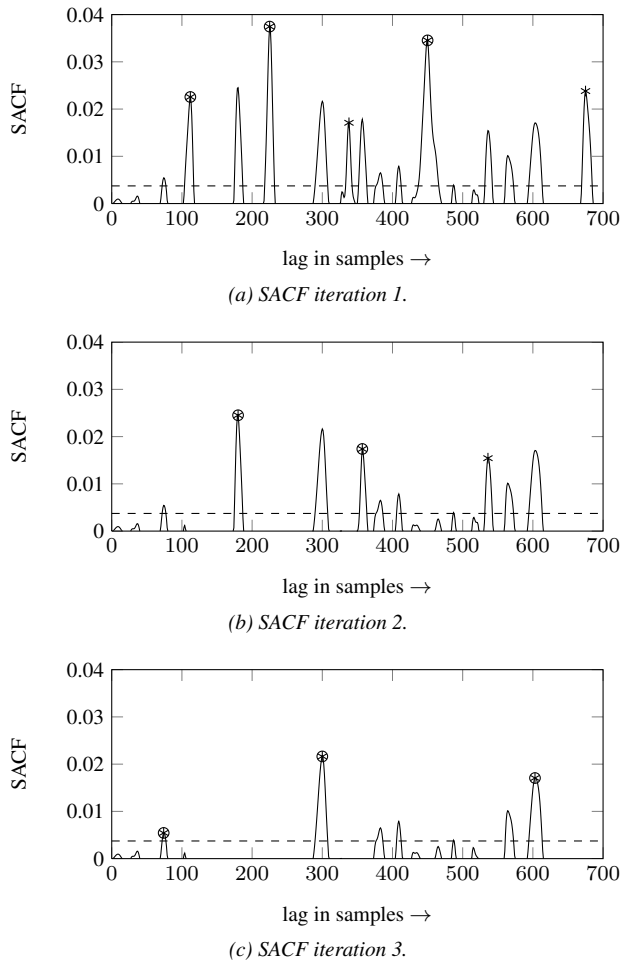 0.04
0.03
0.02
0.01
0
SACF
0 100 200 300 400 500 600 700
lag in samples →
(a) SACF iteration 1.
0.04
0.03
0.02
0.01
0
SACF
0 100 200 300 400 500 600 700
lag in samples →
(b) SACF iteration 2.
0.04
0.03
0.02
0.01
0
SACF
0 100 200 300 400 500 600 700
lag in samples →
(c) SACF iteration 3.